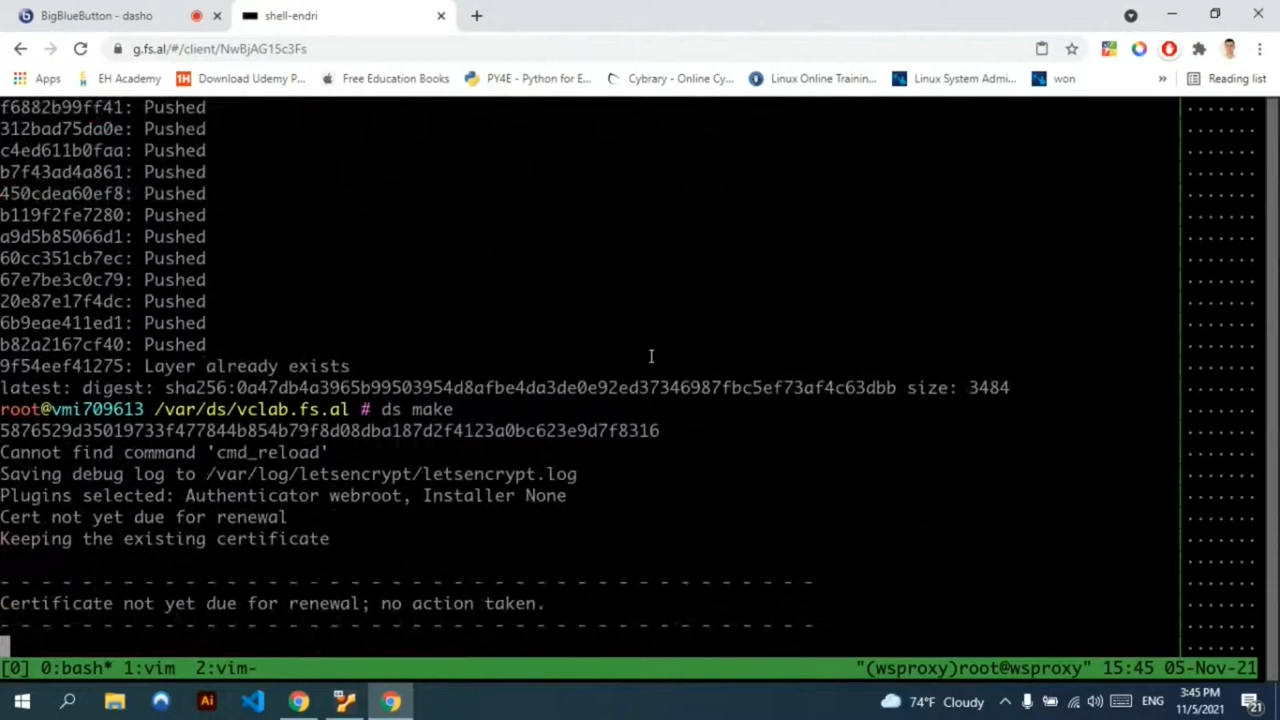 BigBlueButton - dasho
shell-endri
g.fs.al/#/client/NwBjAG15c3Fs
Apps
EH Academy
Download Udemy P...
Free Education Books
PY4E - Python for E...
Cybrary - Online Cy...
Linux Online Trainin...
Linux System Admi...
won
»
Reading list
f6882b99ff41: Pushed
312bad75da0e: Pushed
c4ed611b0faa: Pushed
b7f43ad4a861: Pushed
450cdea60ef8: Pushed
b119f2fe7280: Pushed
a9d5b85066d1: Pushed
60cc351cb7ec: Pushed
67e7be3c0c79: Pushed
20e87e17f4dc: Pushed
6b9eae411ed1: Pushed
b82a2167cf40: Pushed
9f54eef41275: Layer already exists
latest: digest: sha256:0a47db4a3965b99503954d8afbe4da3de0e92ed37346987fbc5ef73af4c63dbb size: 3484
root@vmi709613 /var/ds/vclab.fs.al # ds make
5876529d35019733f477844b854b79f8d08dba187d2f4123a0bc623e9d7f8316
Cannot find command 'cmd_reload'
Saving debug log to /var/log/letsencrypt/letsencrypt.log
Plugins selected: Authenticator webroot, Installer None
Cert not yet due for renewal
Keeping the existing certificate
- - - - - - - - - - - - - - - - - - - - - - - - - - - - - - - - - - - - - - - -
Certificate not yet due for renewal; no action taken.
- - - - - - - - - - - - - - - - - - - - - - - - - - - - - - - - - - - - - - - -
[0] 0:bash* 1:vim 2:vim- "(wsproxy)root@wsproxy" 15:45 05-Nov-21
Ai
74°F Cloudy
ENG
3:45 PM
11/5/2021
21